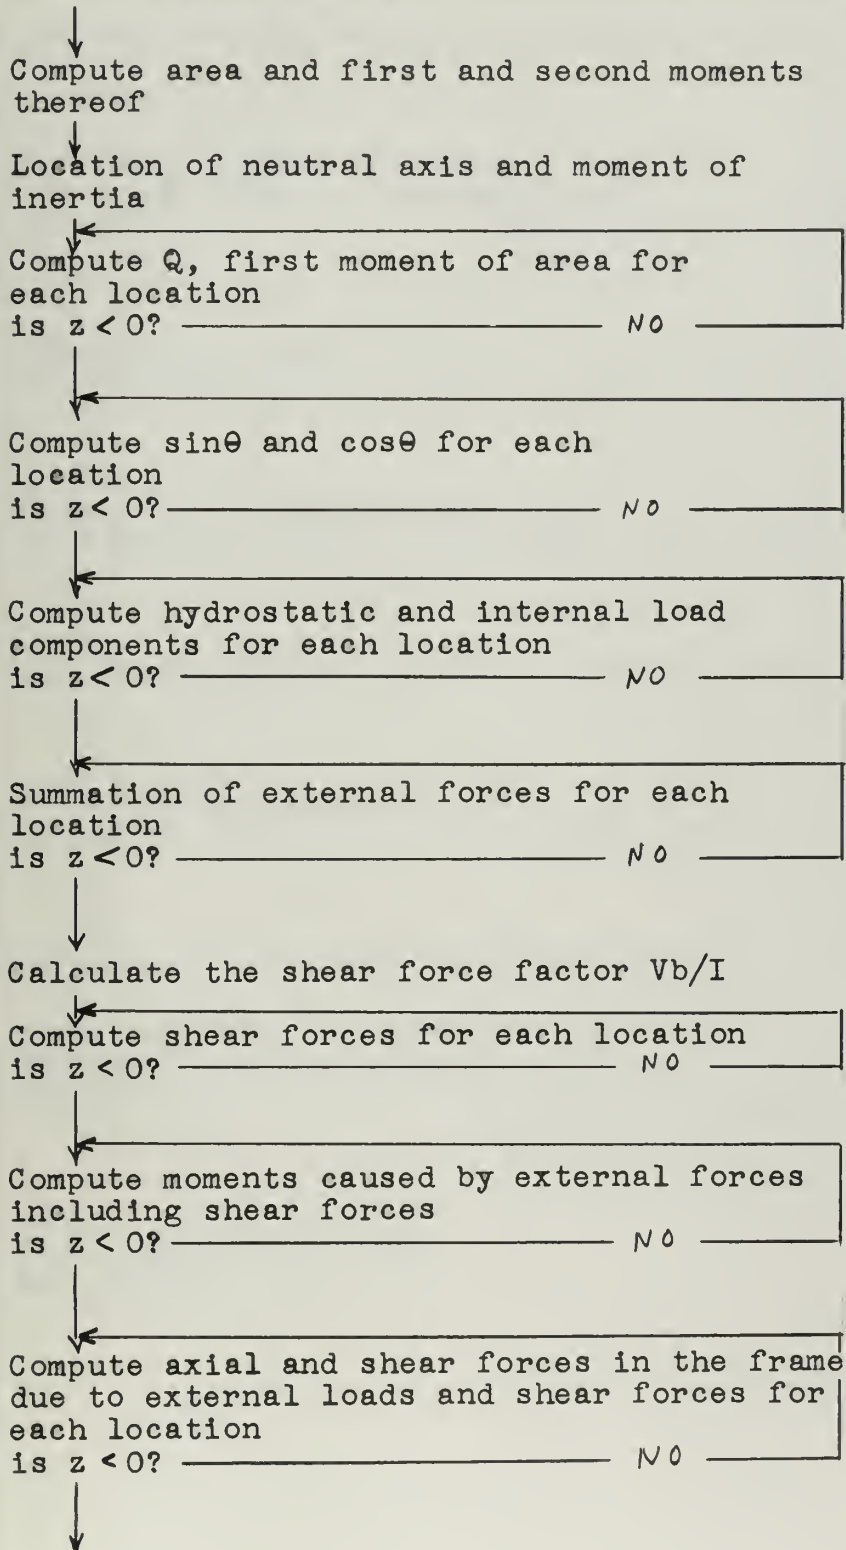 Compute area and first and second moments
thereof
Location of neutral axis and moment of
inertia
Compute Q, first moment of area for
each location
is z < 0? NO
Compute sinθ and cosθ for each
location
is z < 0? NO
Compute hydrostatic and internal load
components for each location
is z < 0? NO
Summation of external forces for each
location
is z < 0? NO
Calculate the shear force factor Vb/I
Compute shear forces for each location
is z < 0? NO
Compute moments caused by external forces
including shear forces
is z < 0? NO
Compute axial and shear forces in the frame
due to external loads and shear forces for
each location
is z < 0? NO